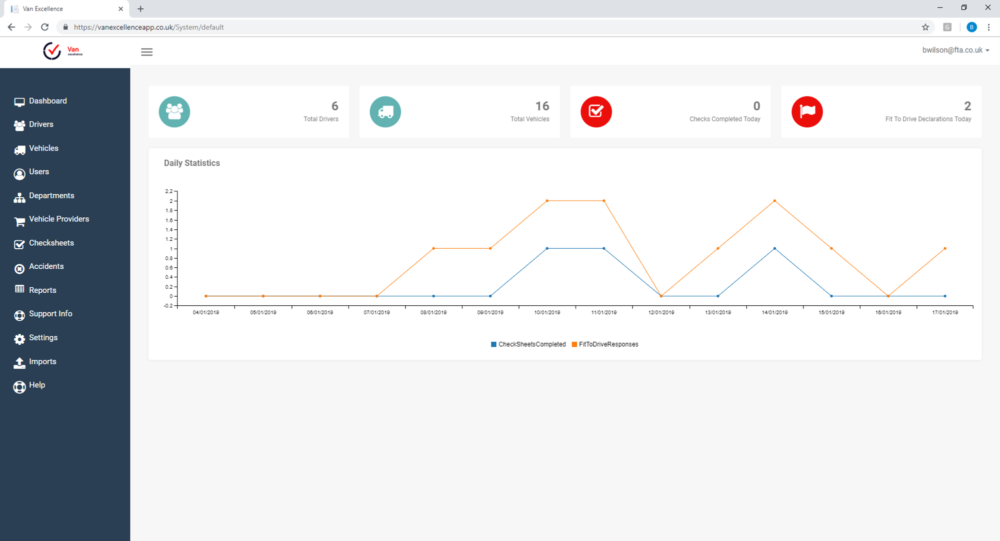 Van Excellence
https://vanexcellenceapp.co.uk/System/default
G
B
Van
excellence
bwilson@fta.co.uk
Dashboard
Drivers
Vehicles
Users
Departments
Vehicle Providers
Checksheets
Accidents
Reports
Support Info
Settings
Imports
Help
6
Total Drivers
16
Total Vehicles
0
Checks Completed Today
2
Fit To Drive Declarations Today
Daily Statistics
2.2
2
1.8
1.6
1.4
1.2
1
0.8
0.6
0.4
0.2
0
-0.2
04/01/2019 05/01/2019 06/01/2019 07/01/2019 08/01/2019 09/01/2019 10/01/2019 11/01/2019 12/01/2019 13/01/2019 14/01/2019 15/01/2019 16/01/2019 17/01/2019
CheckSheetsCompleted FitToDriveResponses